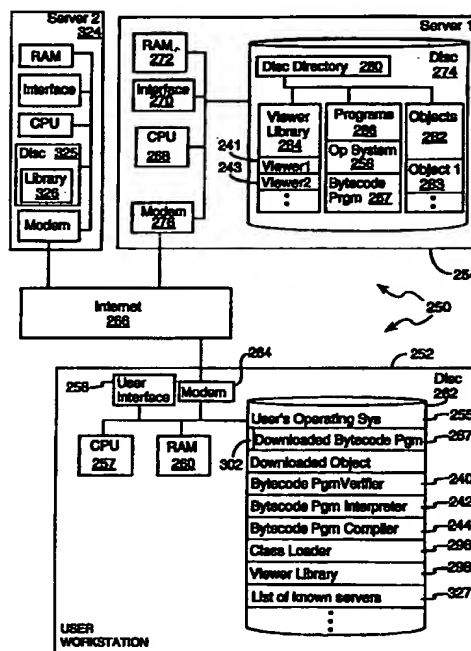 Server 2
324
RAM
Interface
CPU
Disc 325
Library
326
Modem
Server 1
RAM
272
Interface
270
CPU
268
Modem
278
Disc
274
Disc Directory 280
Viewer
Library
284
241
Viewer1
243
Viewer2
Programs
286
Op System
256
Bytecode
Prgm 267
Objects
282
Object 1
283
254
Internet
266
250
252
264
258
User
Interface
Modem
CPU
257
RAM
260
302
Disc
262
User's Operating Sys
255
Downloaded Bytecode Pgm
267
Downloaded Object
Bytecode PgmVerifier
240
Bytecode Pgm Interpreter
242
Bytecode Pgm Compiler
244
Class Loader
296
Viewer Library
298
List of known servers
327
USER
WORKSTATION